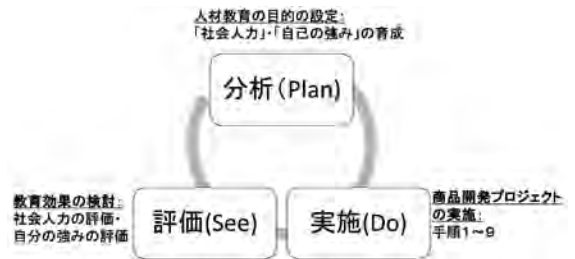 人材教育の目的の設定:
「社会人力」・「自己の強み」の育成
分析(Plan)
教育効果の検討:
社会人力の評価・
自分の強みの評価
評価(See)
実施(Do)
商品開発プロジェクト
の実施:
手順1~9